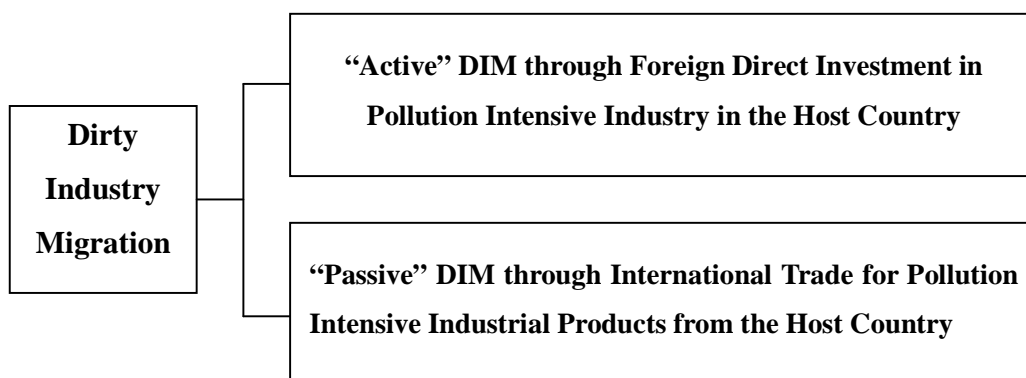 Dirty
Industry
Migration
“Active” DIM through Foreign Direct Investment in
Pollution Intensive Industry in the Host Country
“Passive” DIM through International Trade for Pollution
Intensive Industrial Products from the Host Country